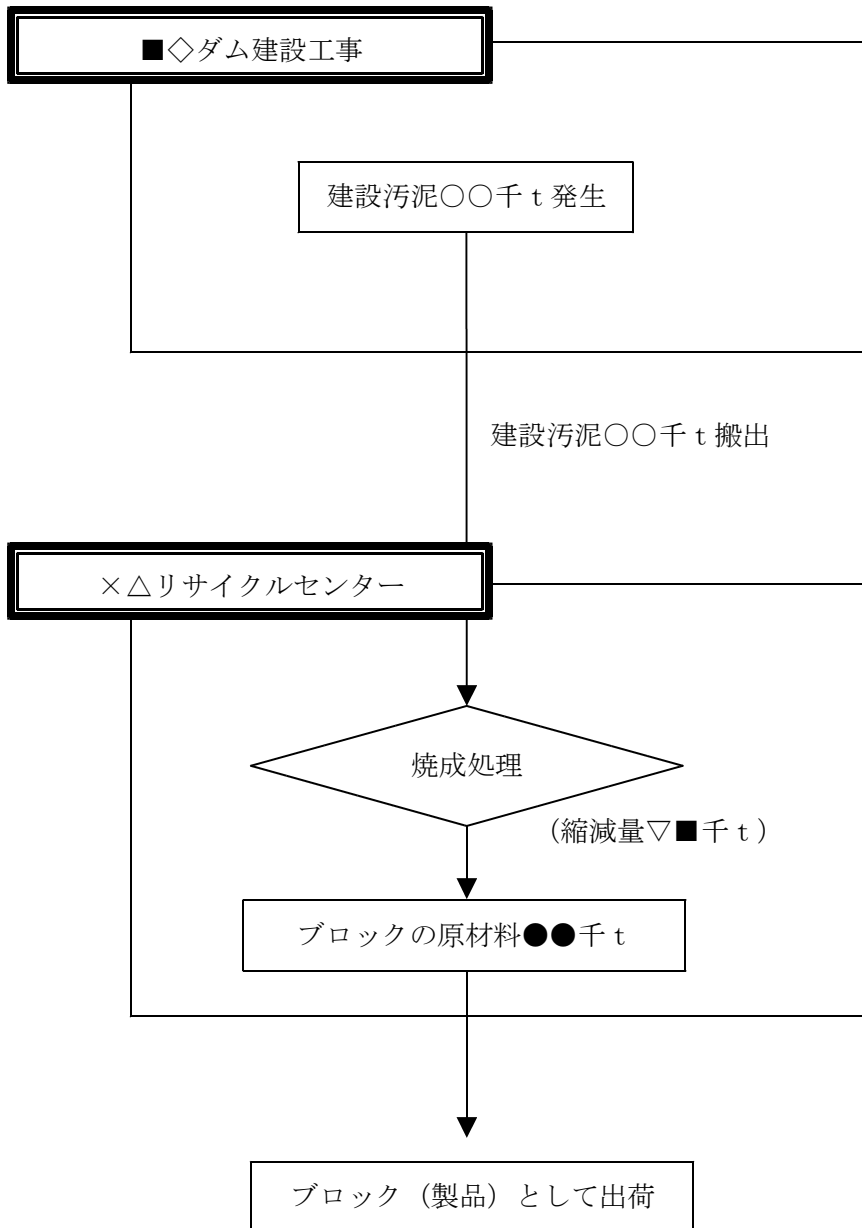 ■◇ダム建設工事
建設汚泥○○千ｔ発生
建設汚泥○○千ｔ搬出
×△リサイクルセンター
焼成処理
（縮減量▽■千ｔ）
ブロックの原材料●●千ｔ
ブロック（製品）として出荷